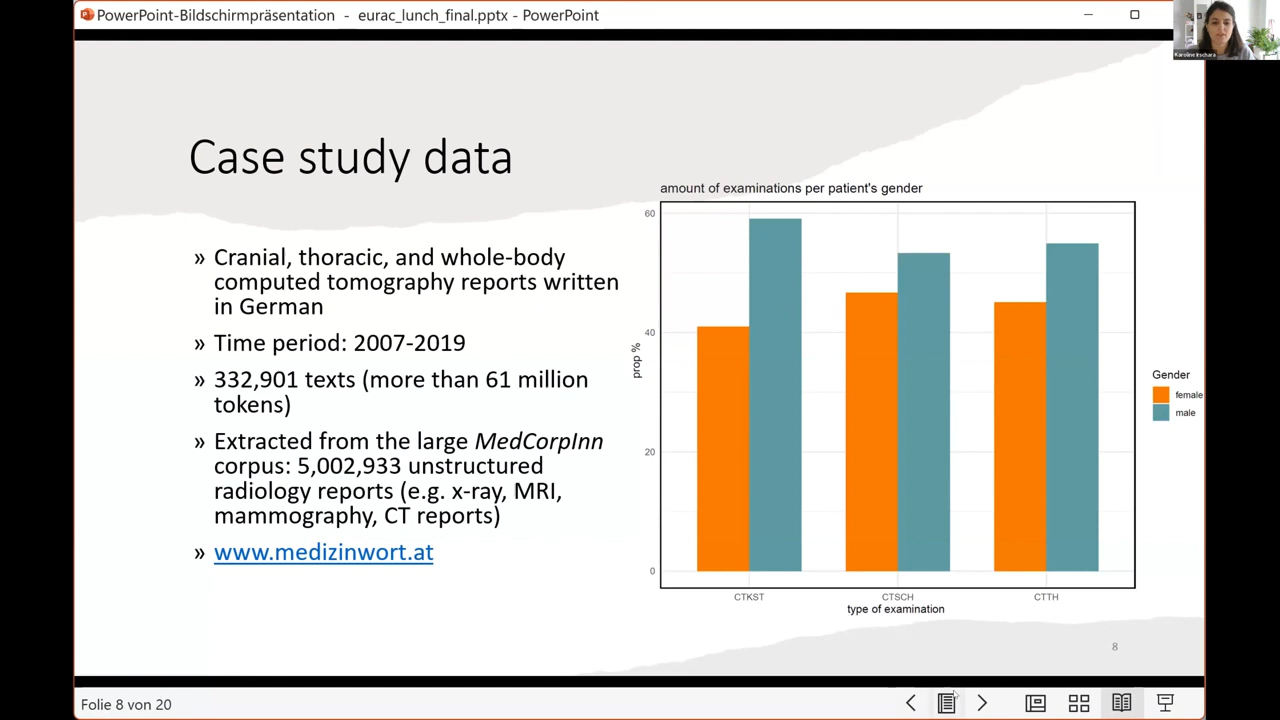 PowerPoint-Bildschirmpräsentation - eurac_lunch_final.pptx - PowerPoint
Case study data
» Cranial, thoracic, and whole-body
computed tomography reports written
in German
» Time period: 2007-2019
» 332,901 texts (more than 61 million
tokens)
» Extracted from the large MedCorpInn
corpus: 5,002,933 unstructured
radiology reports (e.g. x-ray, MRI,
mammography, CT reports)
» www.medizinwort.at
amount of examinations per patient's gender
60
40
20
0
prop %
CTKST CTSCH CTTH
type of examination
Gender
female
male
8
Folie 8 von 20